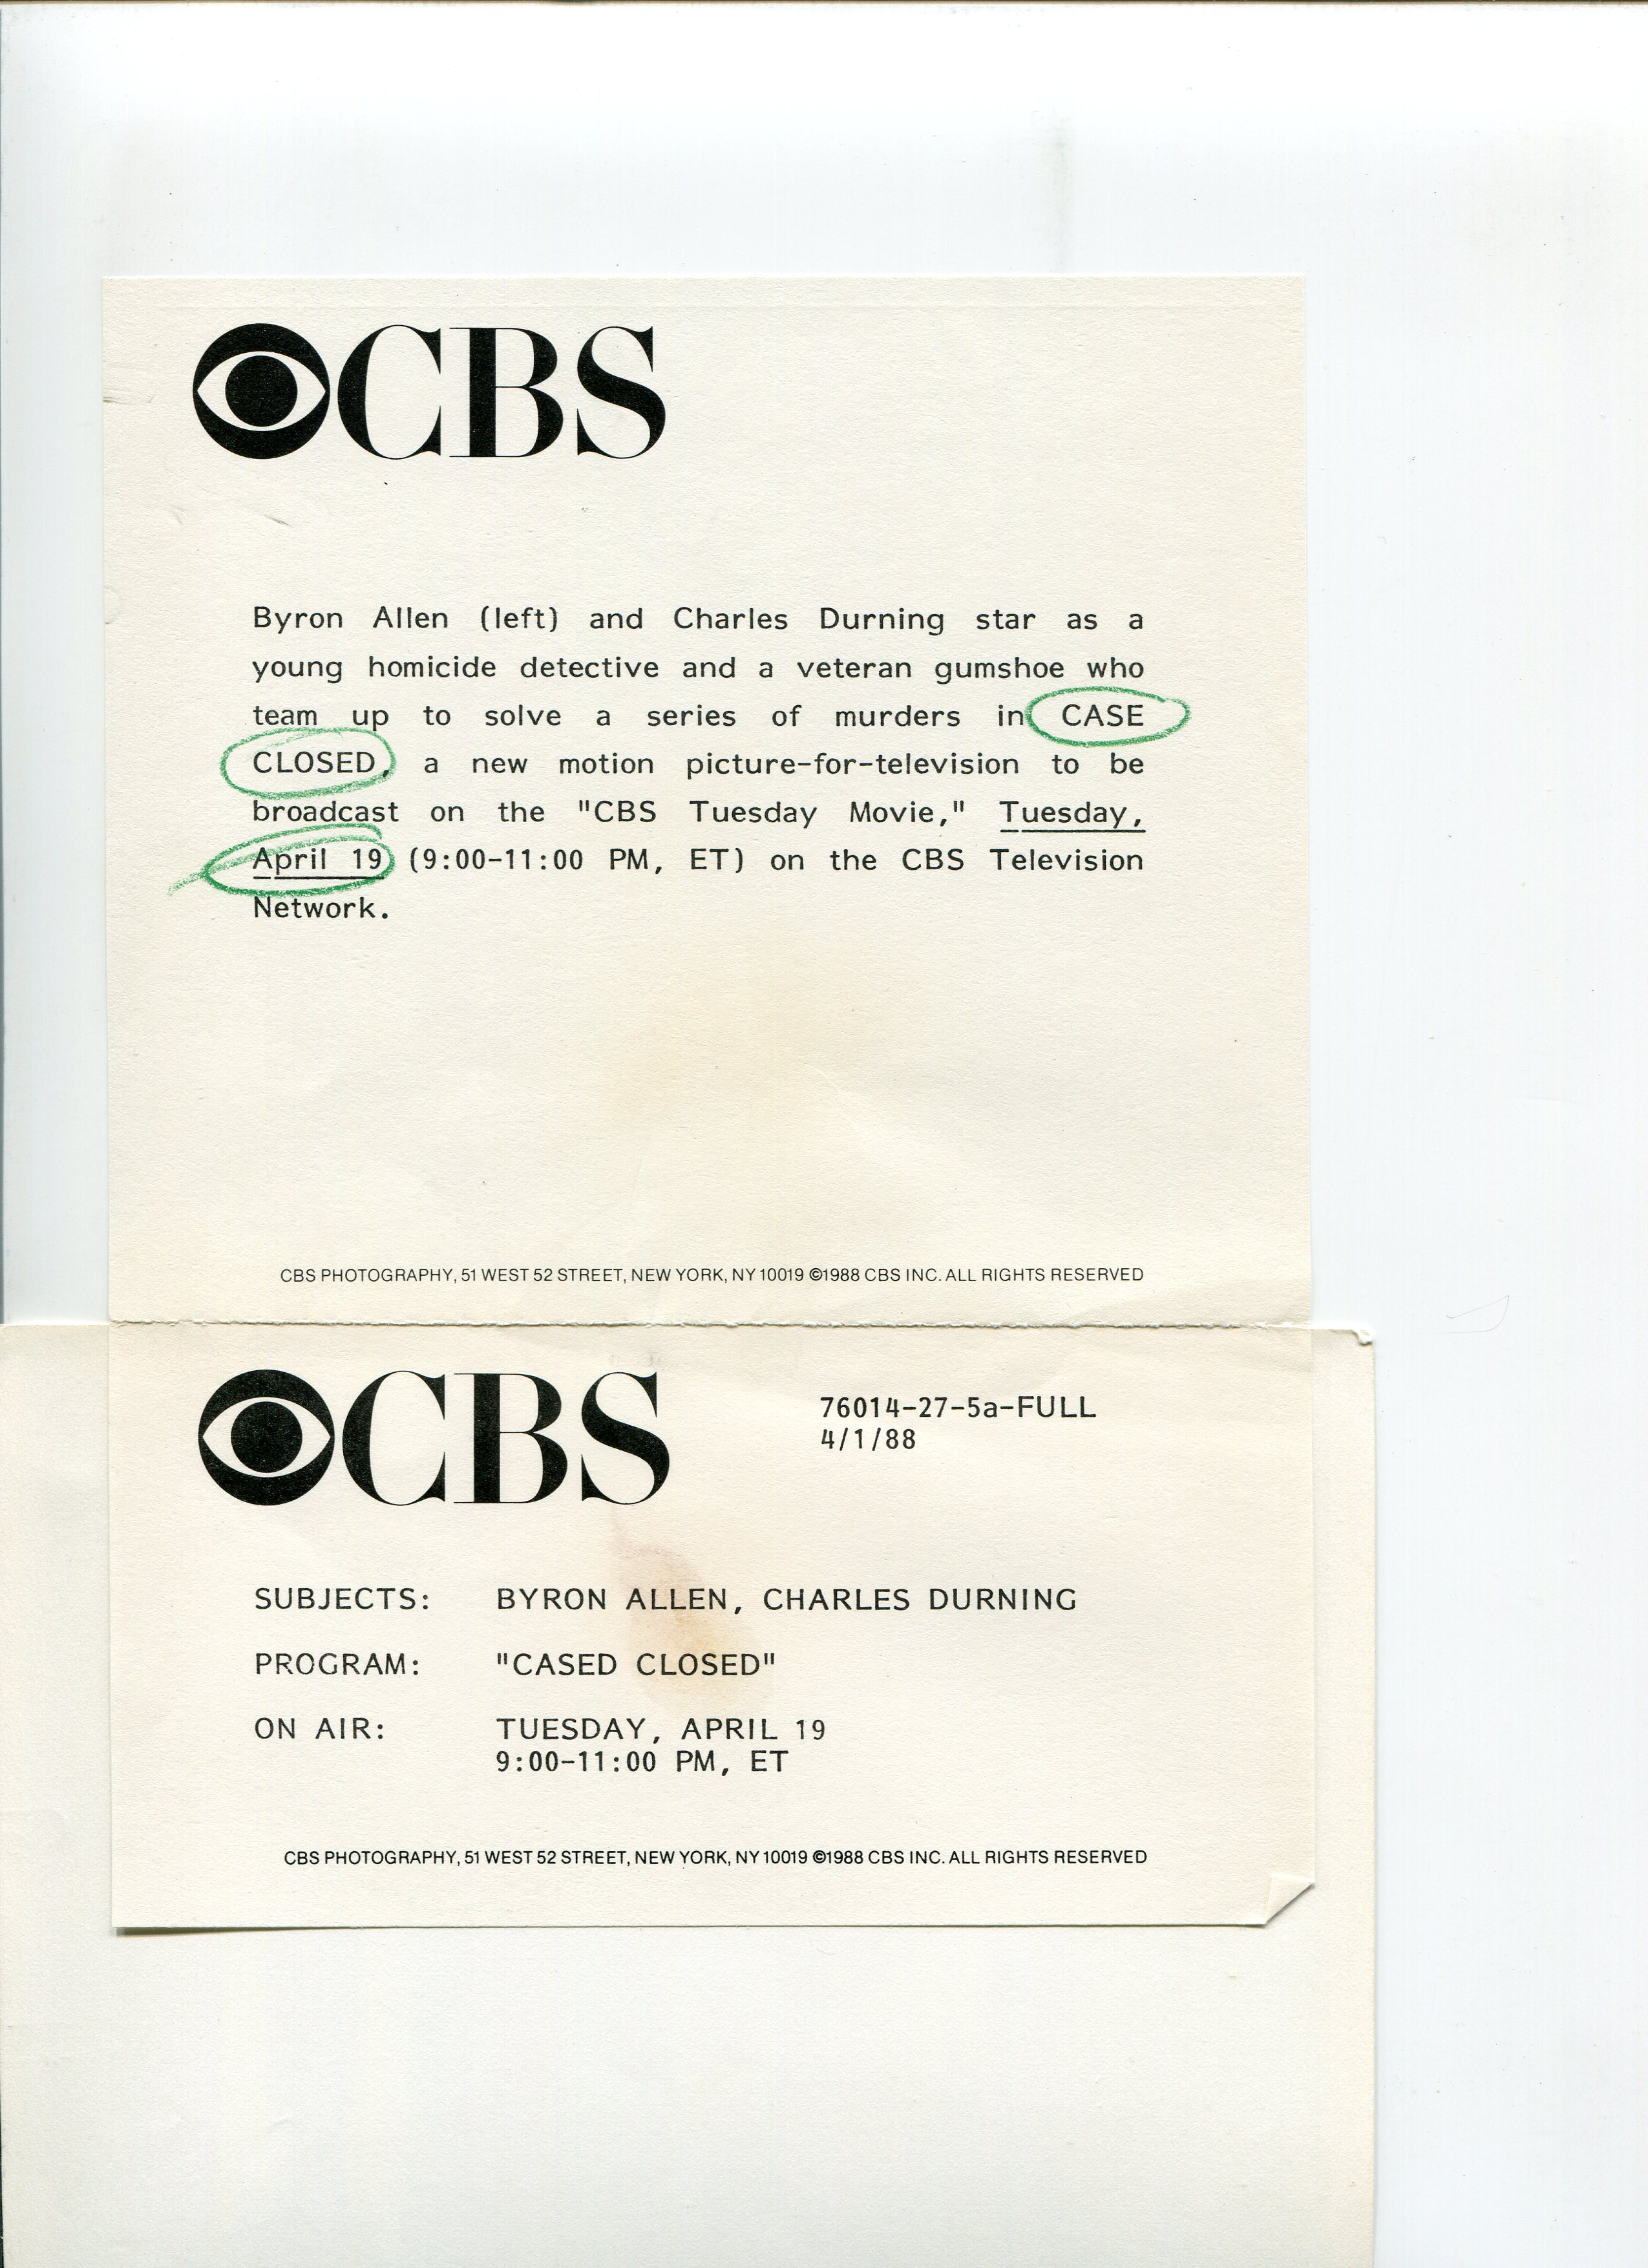 CBS
Byron Allen (left) and Charles Durning star as a
young homicide detective and a veteran gumshoe who
team up to solve a series of murders in CASE
CLOSED, a new motion picture-for-television to be
broadcast on the "CBS Tuesday Movie," Tuesday,
April 19 (9:00-11:00 PM, ET) on the CBS Television
Network.
CBS PHOTOGRAPHY, 51 WEST 52 STREET, NEW YORK, NY 10019 ©1988 CBS INC. ALL RIGHTS RESERVED
CBS
76014-27-5a-FULL
4/1/88
SUBJECTS: BYRON ALLEN, CHARLES DURNING
PROGRAM: "CASED CLOSED"
ON AIR: TUESDAY, APRIL 19
9:00-11:00 PM, ET
CBS PHOTOGRAPHY, 51 WEST 52 STREET, NEW YORK, NY 10019 ©1988 CBS INC. ALL RIGHTS RESERVED